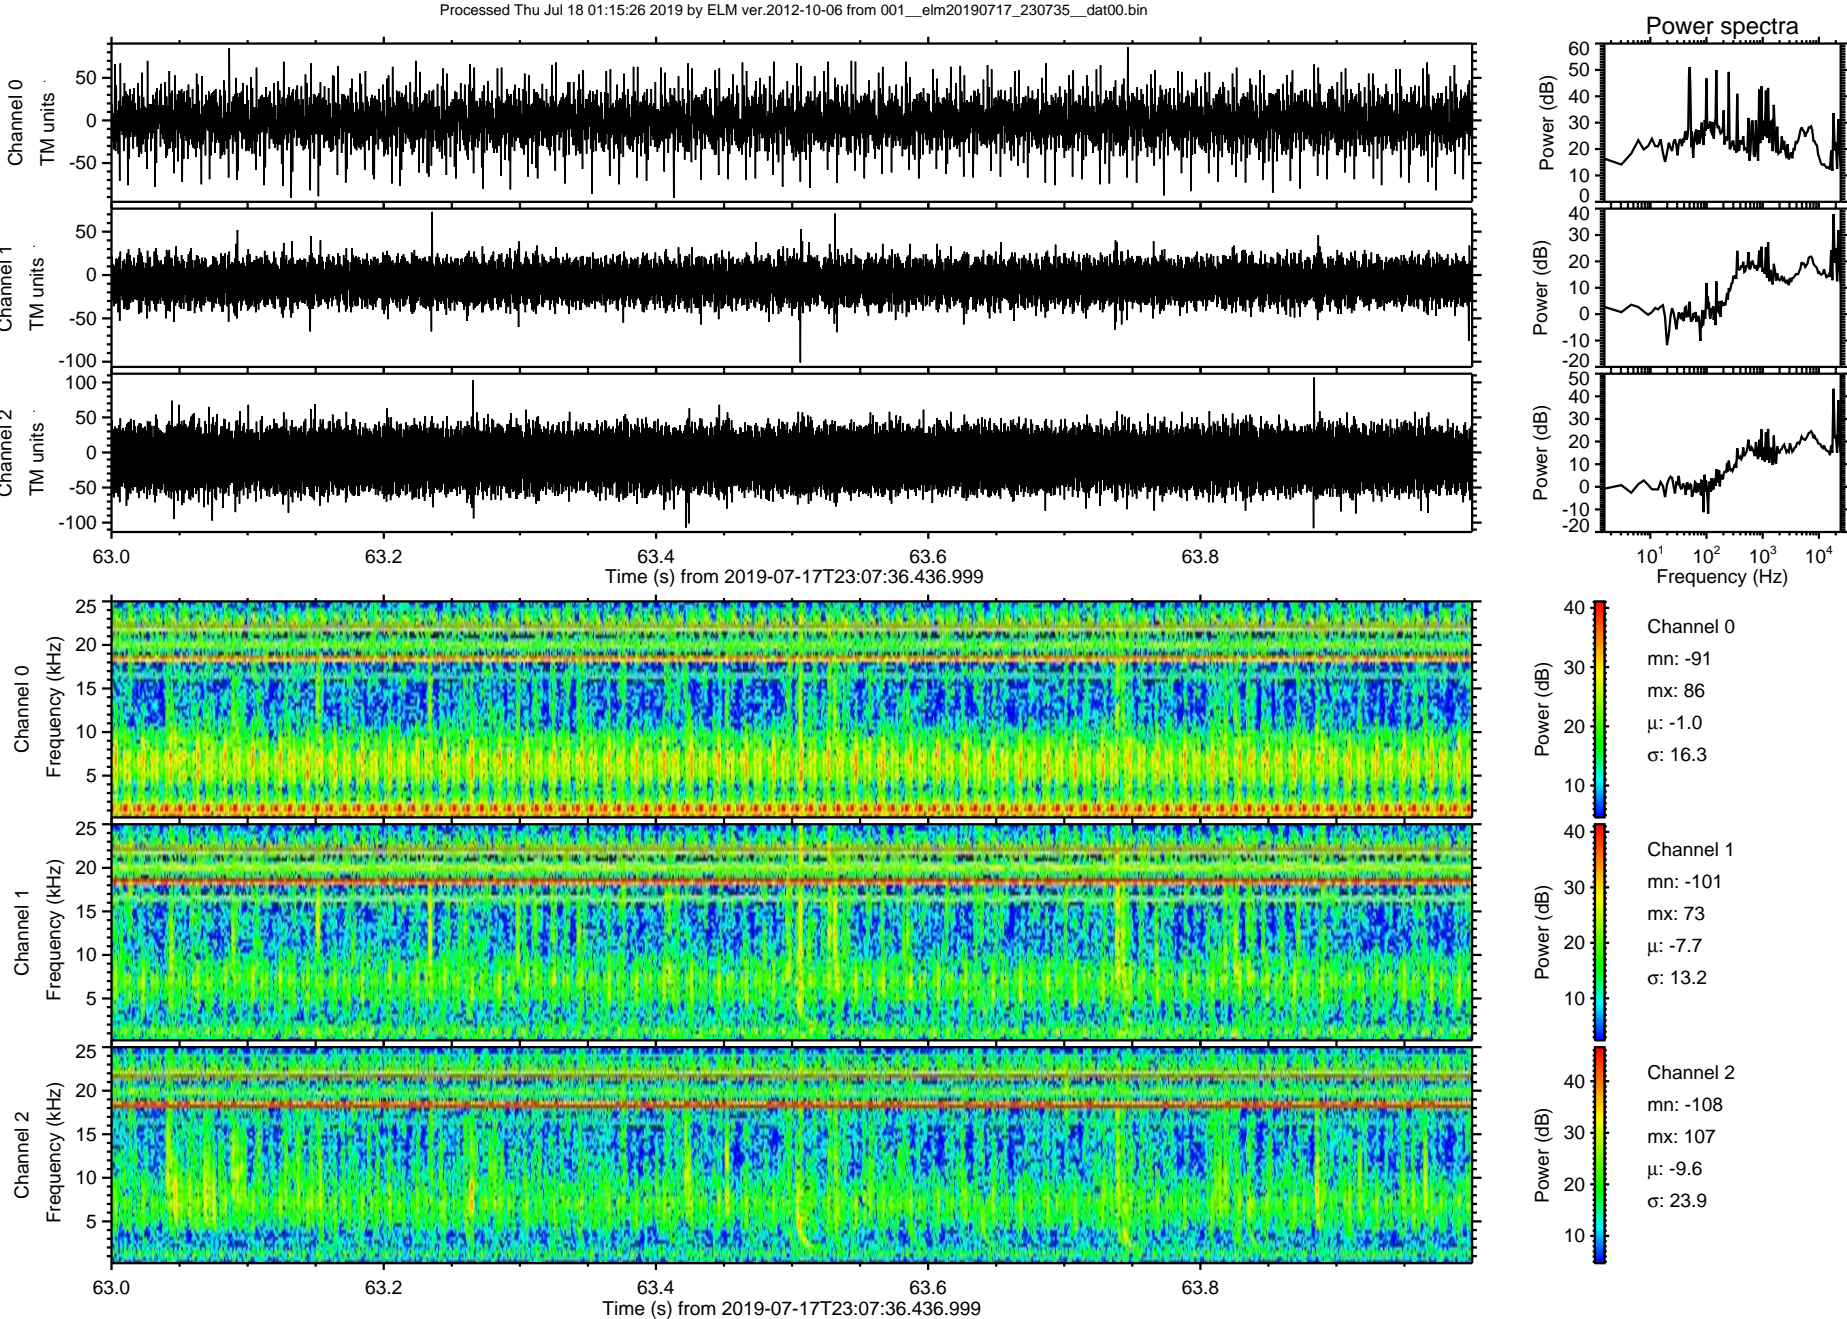 Processed Thu Jul 18 01:15:26 2019 by ELM ver.2012-10-06 from 001__elm20190717_230735__dat00.bin
Power spectra
Channel 0
TM units
50
0
-50
Power (dB)
60
50
40
30
20
10
0
Channel 1
TM units
50
0
-50
-100
Power (dB)
40
30
20
10
0
-10
-20
Channel 2
TM units
100
50
0
-50
-100
Power (dB)
50
40
30
20
10
0
-10
-20
63.0 63.2 63.4 63.6 63.8
Time (s) from 2019-07-17T23:07:36.436.999
10¹ 10² 10³ 10⁴
Frequency (Hz)
Channel 0
Frequency (kHz)
25
20
15
10
5
Power (dB)
40
30
20
10
Channel 0
mn: -91
mx: 86
μ: -1.0
σ: 16.3
Channel 1
Frequency (kHz)
25
20
15
10
5
Power (dB)
40
30
20
10
Channel 1
mn: -101
mx: 73
μ: -7.7
σ: 13.2
Channel 2
Frequency (kHz)
25
20
15
10
5
Power (dB)
40
30
20
10
Channel 2
mn: -108
mx: 107
μ: -9.6
σ: 23.9
63.0 63.2 63.4 63.6 63.8
Time (s) from 2019-07-17T23:07:36.436.999